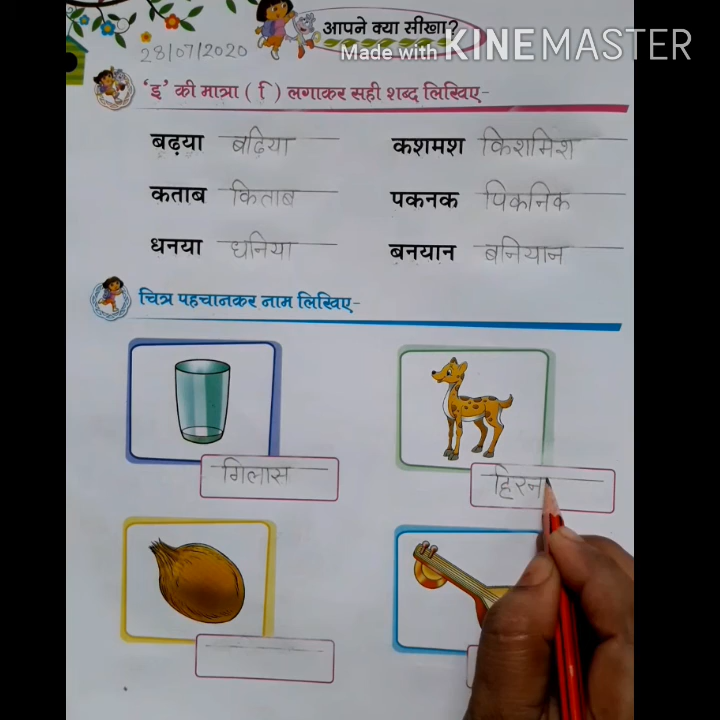 आपने क्या सीखा?
28/07/2020
Made with KINEMASTER
'इ' की मात्रा ( ि ) लगाकर सही शब्द लिखिए-
बढ़या बढ़िया कशमश किशमिश
कताब किताब पकनक पिकनिक
धनया धनिया बनयान बनियान
चित्र पहचानकर नाम लिखिए-
गिलास
हिरन